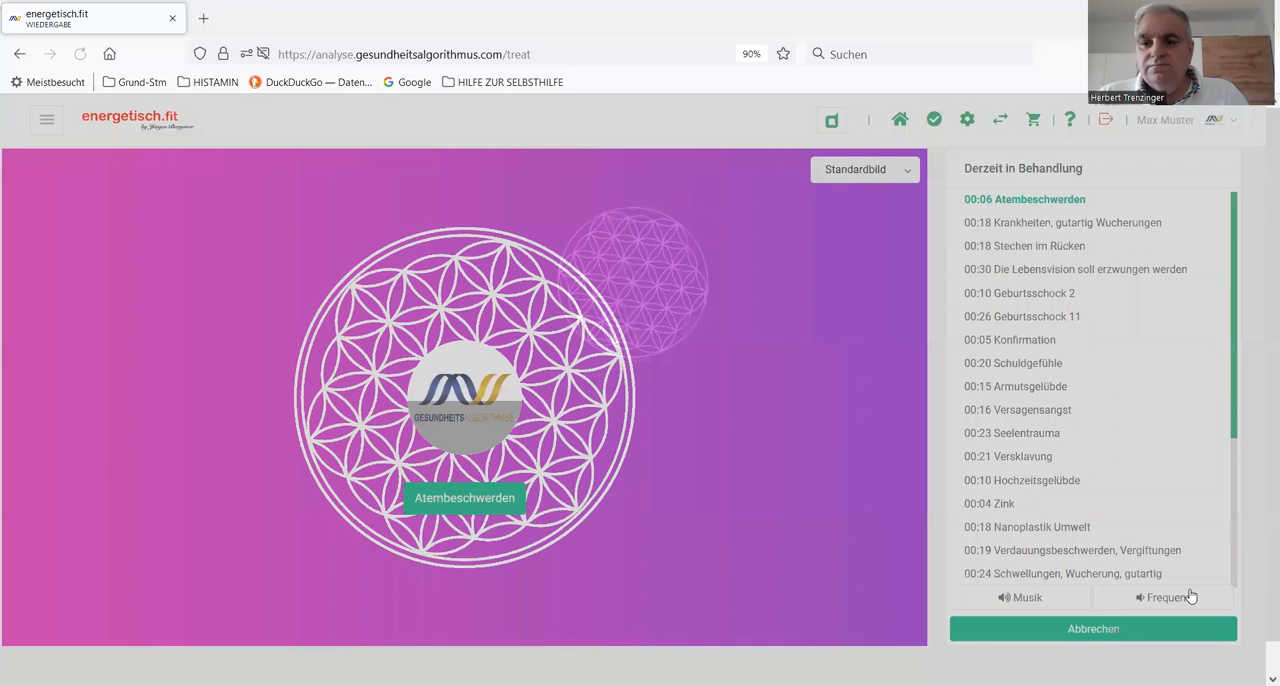 energetisch.fit
WIEDERGABE
https://analyse.gesundheitsalgorithmus.com/treat
90%
Suchen
Meistbesucht
Grund-Stm
HISTAMIN
DuckDuckGo — Daten...
Google
HILFE ZUR SELBSTHILFE
Herbert Trenzinger
energetisch.fit
Max Muster
Standardbild
GESUNDHEITSALGORITHMUS
Atembeschwerden
Derzeit in Behandlung
00:06 Atembeschwerden
00:18 Krankheiten, gutartig Wucherungen
00:18 Stechen im Rücken
00:30 Die Lebensvision soll erzwungen werden
00:10 Geburtsschock 2
00:26 Geburtsschock 11
00:05 Konfirmation
00:20 Schuldgefühle
00:15 Armutsgelübde
00:16 Versagensangst
00:23 Seelentrauma
00:21 Versklavung
00:10 Hochzeitsgelübde
00:04 Zink
00:18 Nanoplastik Umwelt
00:19 Verdauungsbeschwerden, Vergiftungen
00:24 Schwellungen, Wucherung, gutartig
Musik
Abbrechen